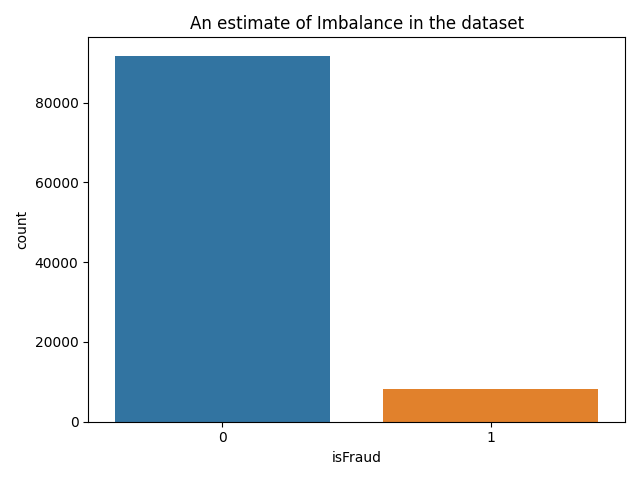 An estimate of Imbalance in the dataset
80000
60000
40000
20000
0
count
0 1
isFraud